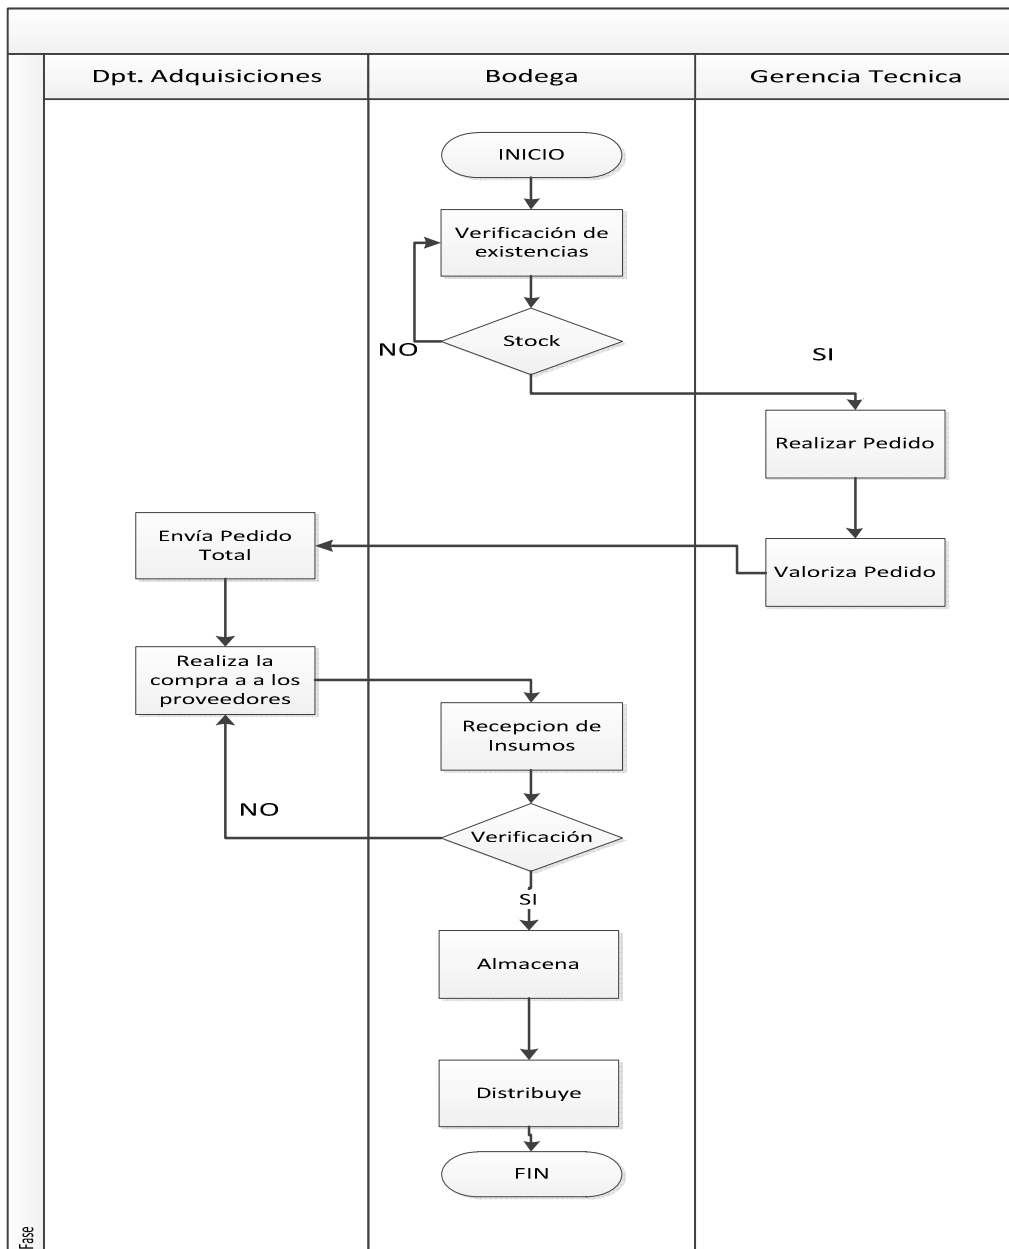 Dpt. Adquisiciones
Bodega
Gerencia Tecnica
INICIO
Verificación de
existencias
Stock
NO
SI
Realizar Pedido
Envía Pedido
Total
Valoriza Pedido
Realiza la
compra a a los
proveedores
Recepcion de
Insumos
NO
Verificación
SI
Almacena
Distribuye
FIN
Fase